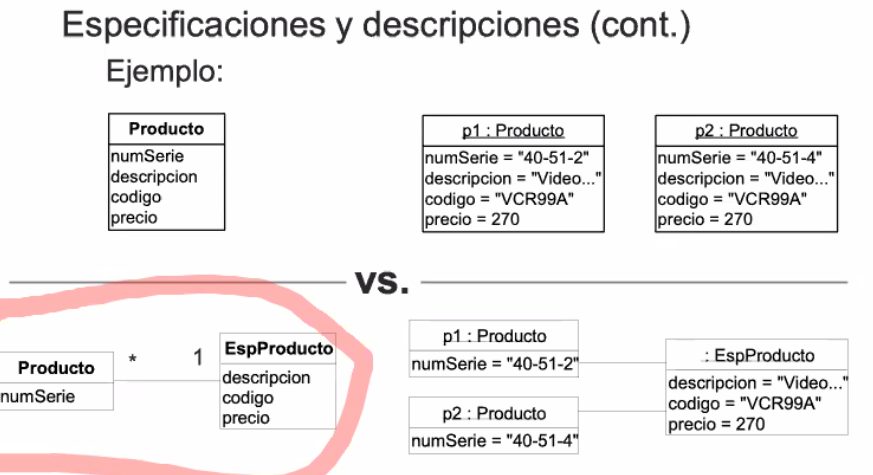 Especificaciones y descripciones (cont.)
Ejemplo:
Producto
numSerie
descripcion
codigo
precio
p1 : Producto
numSerie = "40-51-2"
descripcion = "Video..."
codigo = "VCR99A"
precio = 270
p2 : Producto
numSerie = "40-51-4"
descripcion = "Video..."
codigo = "VCR99A"
precio = 270
vs.
Producto
numSerie
* 1
EspProducto
descripcion
codigo
precio
p1 : Producto
numSerie = "40-51-2"
p2 : Producto
numSerie = "40-51-4"
: EspProducto
descripcion = "Video..."
codigo = "VCR99A"
precio = 270